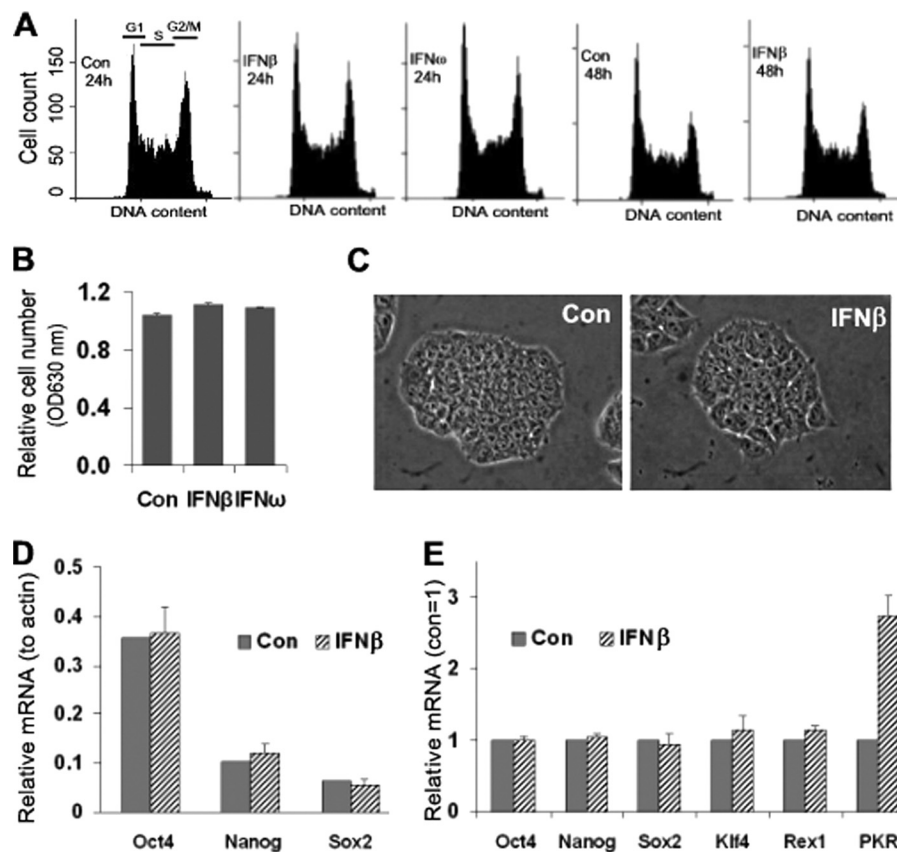 A
G1
S
G2/M
Con
24h
IFNβ
24h
IFNω
24h
Con
48h
IFNβ
48h
Cell count
150
100
50
0
DNA content
DNA content
DNA content
DNA content
DNA content
B
Relative cell number
(OD630 nm)
1.2
0.8
0.4
0.0
Con IFNβ IFNω
C
Con
IFNβ
D
Relative mRNA (to actin)
0.5
0.4
0.3
0.2
0.1
0
Con IFNβ
Oct4 Nanog Sox2
E
Relative mRNA (con=1)
3
2
1
0
Con IFNβ
Oct4 Nanog Sox2 Klf4 Rex1 PKR